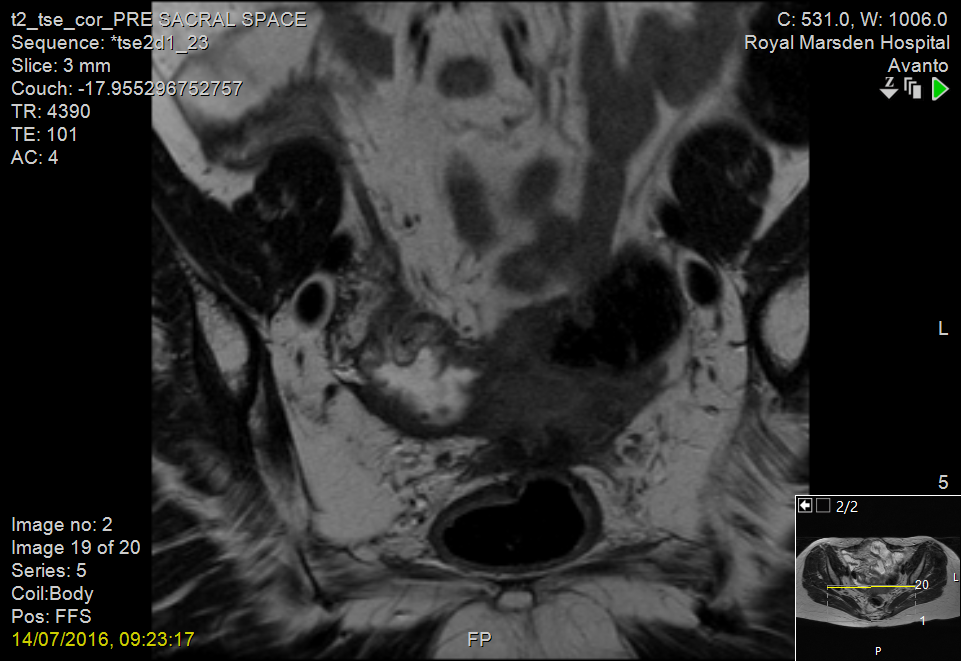 t2_tse_cor_PRE SACRAL SPACE
Sequence: *tse2d1_23
Slice: 3 mm
Couch: -17.955296752757
TR: 4390
TE: 101
AC: 4
C: 531.0, W: 1006.0
Royal Marsden Hospital
Avanto
Z
L
5
Image no: 2
Image 19 of 20
Series: 5
Coil:Body
Pos: FFS
14/07/2016, 09:23:17
FP
2/2
L
20
1
P